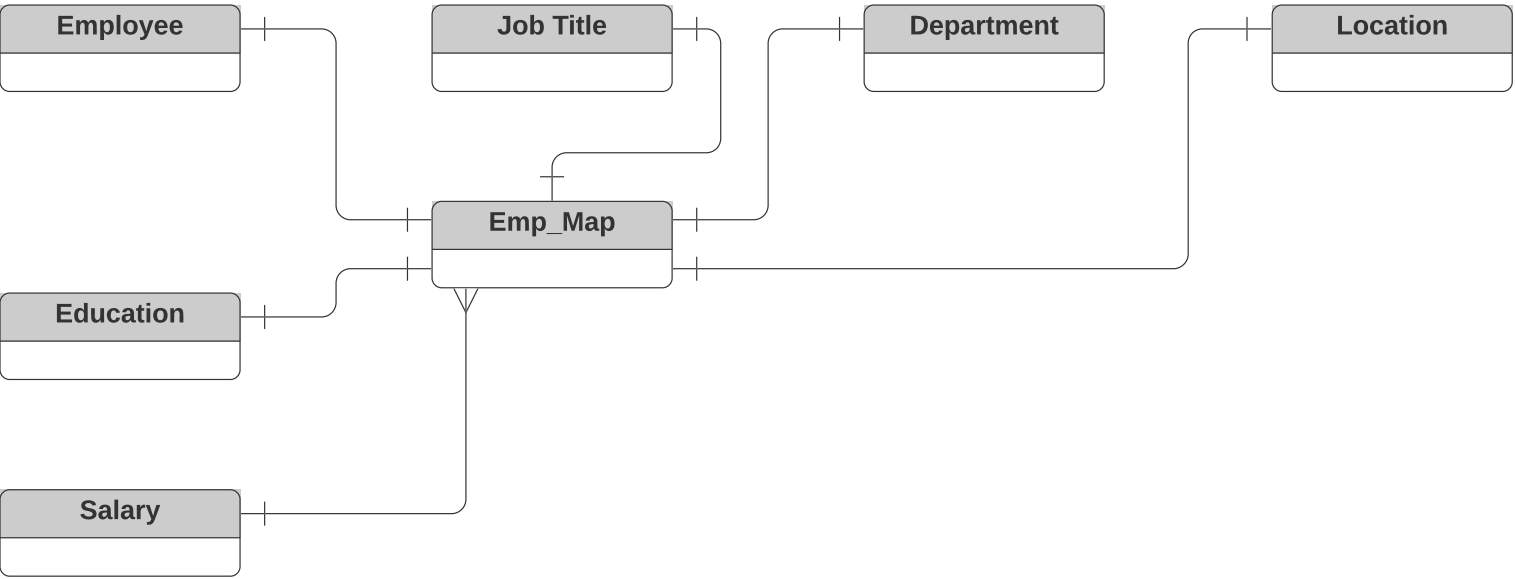 Employee
Job Title
Department
Location
Emp_Map
Education
Salary